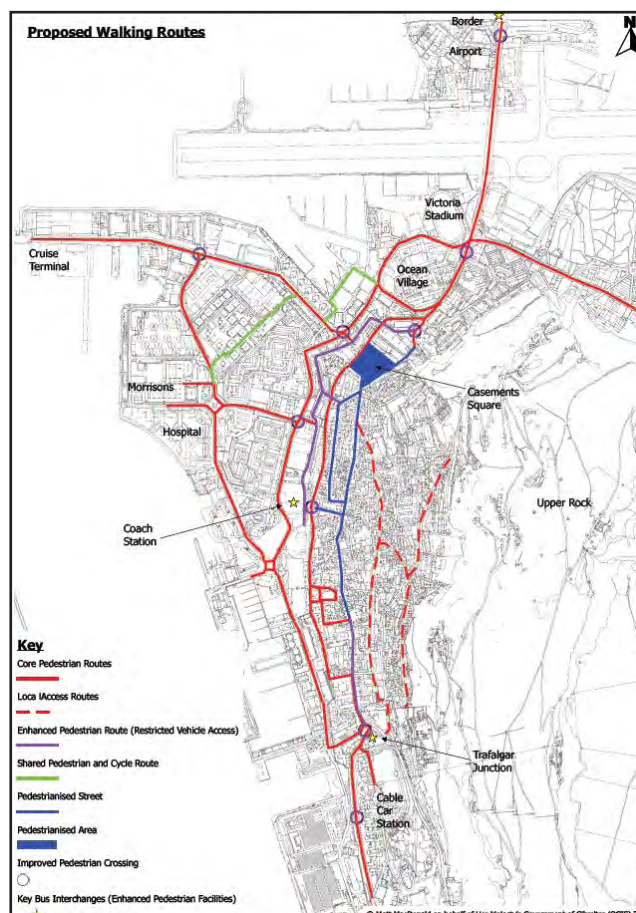 Proposed Walking Routes
Border
N
Airport
Victoria
Stadium
Cruise
Terminal
Ocean
Village
Morrisons
Casements
Square
Hospital
Upper Rock
Coach
Station
Key
Core Pedestrian Routes
Loca lAccess Routes
Enhanced Pedestrian Route (Restricted Vehicle Access)
Shared Pedestrian and Cycle Route
Trafalgar
Junction
Pedestrianised Street
Cable
Car
Station
Pedestrianised Area
Improved Pedestrian Crossing
Key Bus Interchanges (Enhanced Pedestrian Facilities)